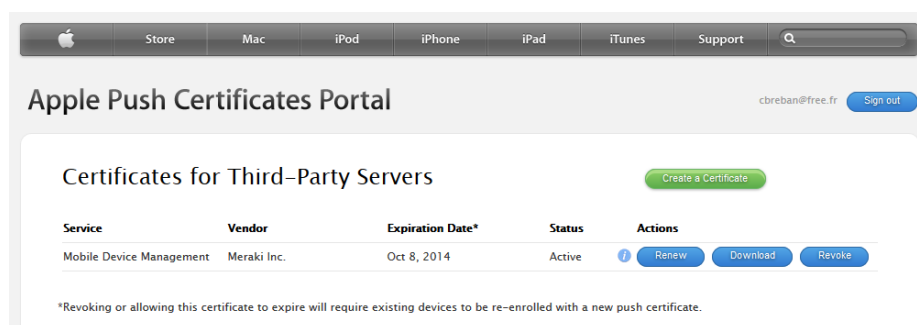 Store Mac iPod iPhone iPad iTunes Support
Apple Push Certificates Portal
cbreban@free.fr Sign out
Certificates for Third-Party Servers
Create a Certificate
Service Vendor Expiration Date* Status Actions
Mobile Device Management Meraki Inc. Oct 8, 2014 Active i Renew Download Revoke
*Revoking or allowing this certificate to expire will require existing devices to be re-enrolled with a new push certificate.